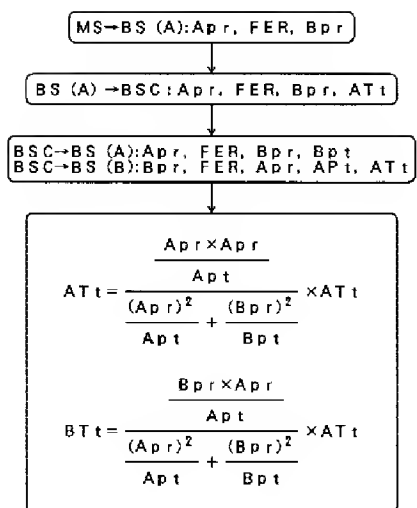 MS→BS (A):Apr, FER, Bpr
BS (A) →BSC:Apr, FER, Bpr, ATt
BSC→BS (A):Apr, FER, Bpr, Bpt
BSC→BS (B):Bpr, FER, Apr, APt, ATt
Apr×Apr
Apt
ATt= ×ATt
(Apr)² + (Bpr)²
Apt Bpt
Bpr×Apr
Apt
BTt= ×ATt
(Apr)² + (Bpr)²
Apt Bpt